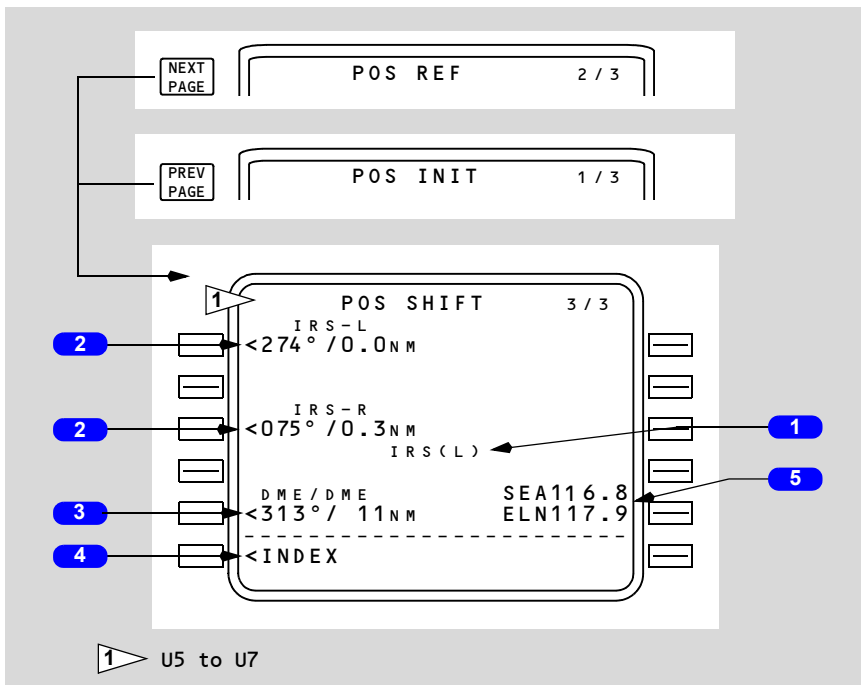 NEXT
PAGE
POS REF 2/3
PREV
PAGE
POS INIT 1/3
1
POS SHIFT 3/3
IRS-L
2
<274°/0.0NM
IRS-R
2
<075°/0.3NM
1
IRS(L)
5
DME/DME SEA116.8
3
<313°/ 11NM ELN117.9
------------------------
4
<INDEX
1 U5 to U7